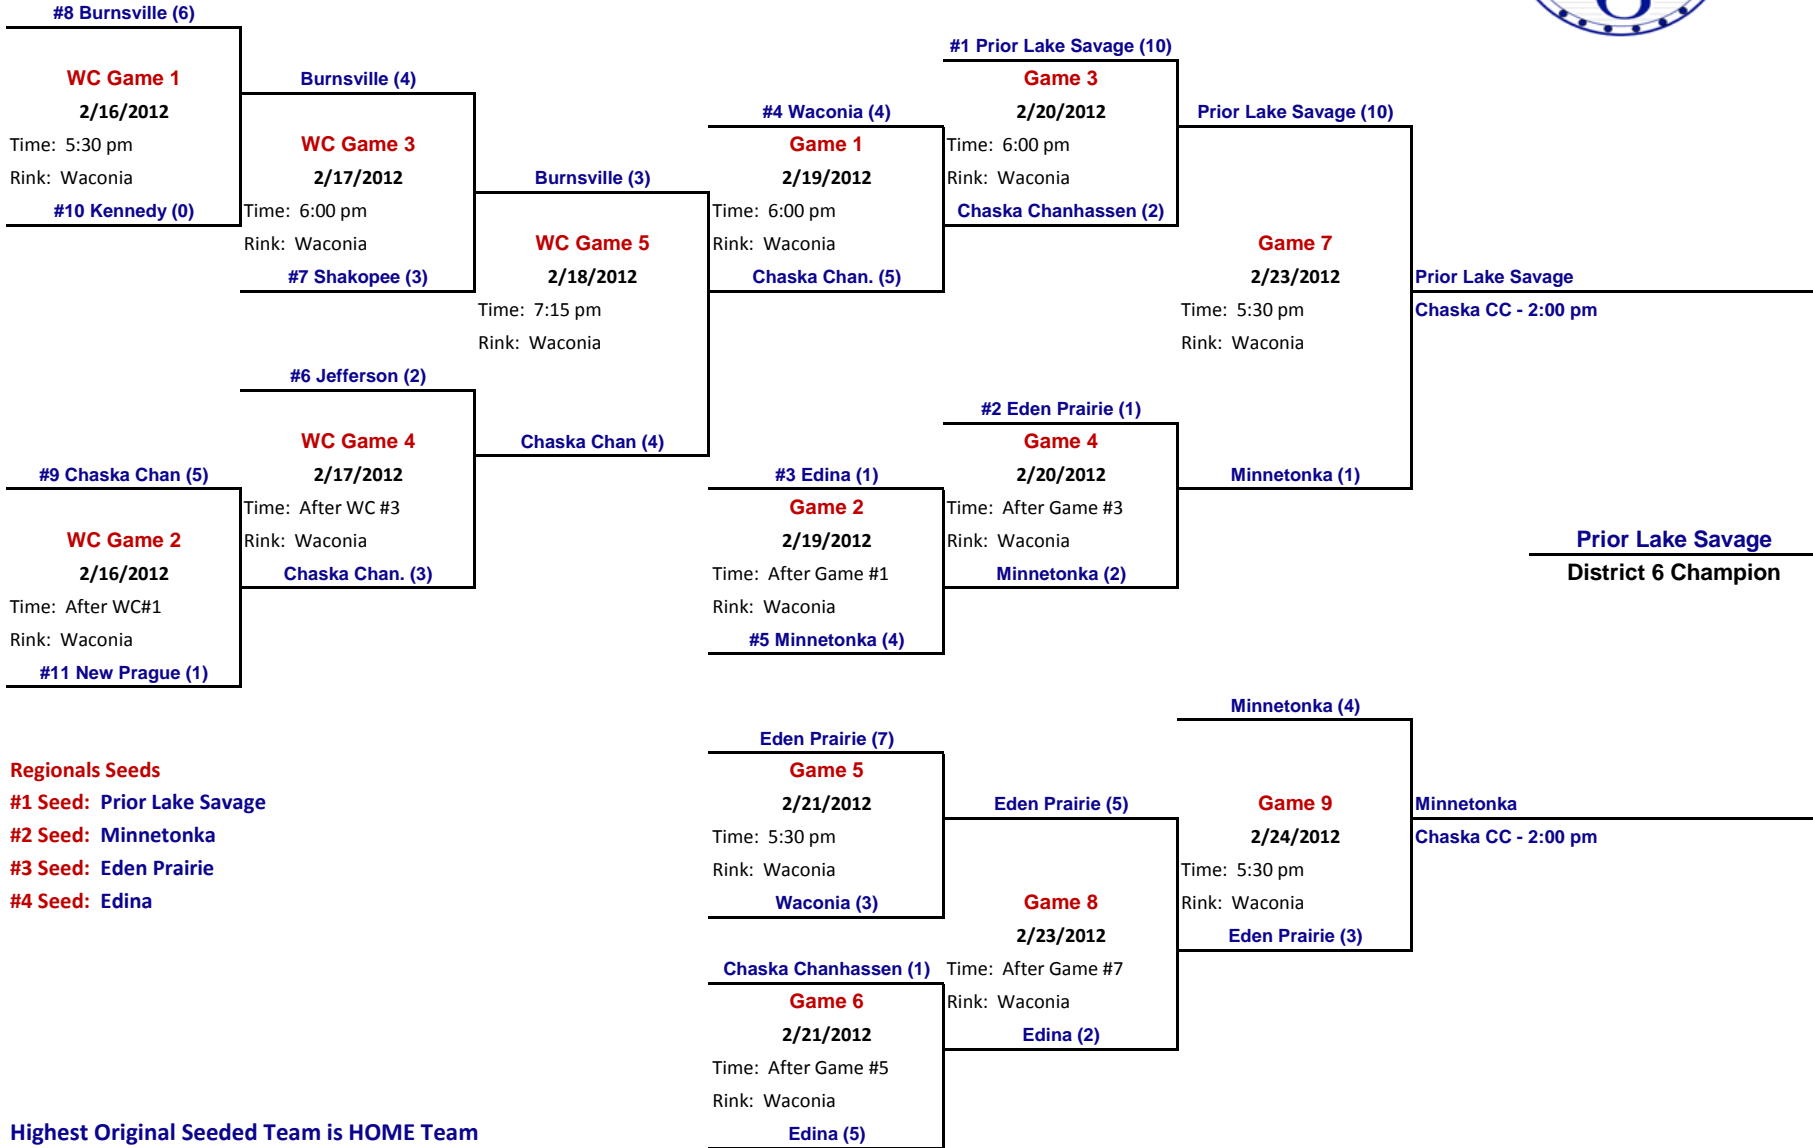 #8 Burnsville (6)
WC Game 1
2/16/2012
Time: 5:30 pm
Rink: Waconia
#10 Kennedy (0)
#9 Chaska Chan (5)
WC Game 2
2/16/2012
Time: After WC#1
Rink: Waconia
#11 New Prague (1)
Burnsville (4)
WC Game 3
2/17/2012
Time: 6:00 pm
Rink: Waconia
#7 Shakopee (3)
#6 Jefferson (2)
WC Game 4
2/17/2012
Time: After WC #3
Rink: Waconia
Chaska Chan. (3)
Burnsville (3)
WC Game 5
2/18/2012
Time: 7:15 pm
Rink: Waconia
Chaska Chan (4)
#4 Waconia (4)
Game 1
2/19/2012
Time: 6:00 pm
Rink: Waconia
Chaska Chan. (5)
#3 Edina (1)
Game 2
2/19/2012
Time: After Game #1
Rink: Waconia
#5 Minnetonka (4)
#1 Prior Lake Savage (10)
Game 3
2/20/2012
Time: 6:00 pm
Rink: Waconia
Chaska Chanhassen (2)
#2 Eden Prairie (1)
Game 4
2/20/2012
Time: After Game #3
Rink: Waconia
Minnetonka (2)
Prior Lake Savage (10)
Game 7
2/23/2012
Time: 5:30 pm
Rink: Waconia
Minnetonka (1)
Prior Lake Savage
Chaska CC - 2:00 pm
Prior Lake Savage
District 6 Champion
Eden Prairie (7)
Game 5
2/21/2012
Time: 5:30 pm
Rink: Waconia
Waconia (3)
Chaska Chanhassen (1)
Game 6
2/21/2012
Time: After Game #5
Rink: Waconia
Edina (5)
Eden Prairie (5)
Game 8
2/23/2012
Time: After Game #7
Rink: Waconia
Edina (2)
Minnetonka (4)
Game 9
2/24/2012
Time: 5:30 pm
Rink: Waconia
Eden Prairie (3)
Minnetonka
Chaska CC - 2:00 pm
Regionals Seeds
#1 Seed: Prior Lake Savage
#2 Seed: Minnetonka
#3 Seed: Eden Prairie
#4 Seed: Edina
Highest Original Seeded Team is HOME Team